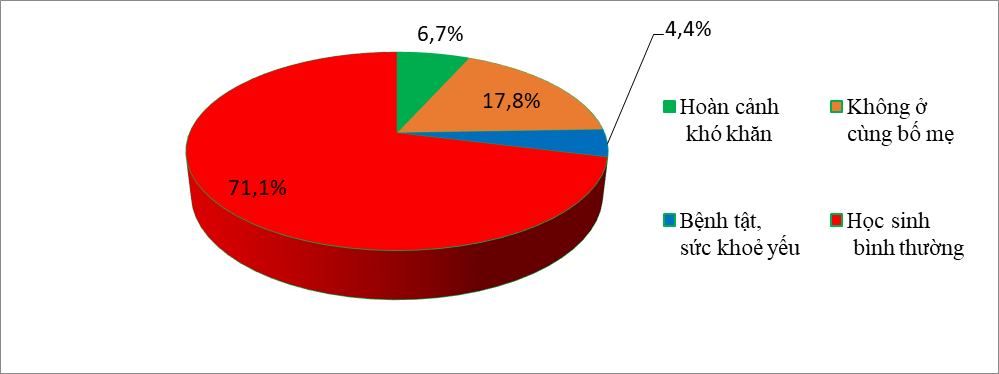 6,7%
4,4%
17,8%
71,1%
Hoàn cảnh
khó khăn
Không ở
cùng bố mẹ
Bệnh tật,
sức khoẻ yếu
Học sinh
bình thường